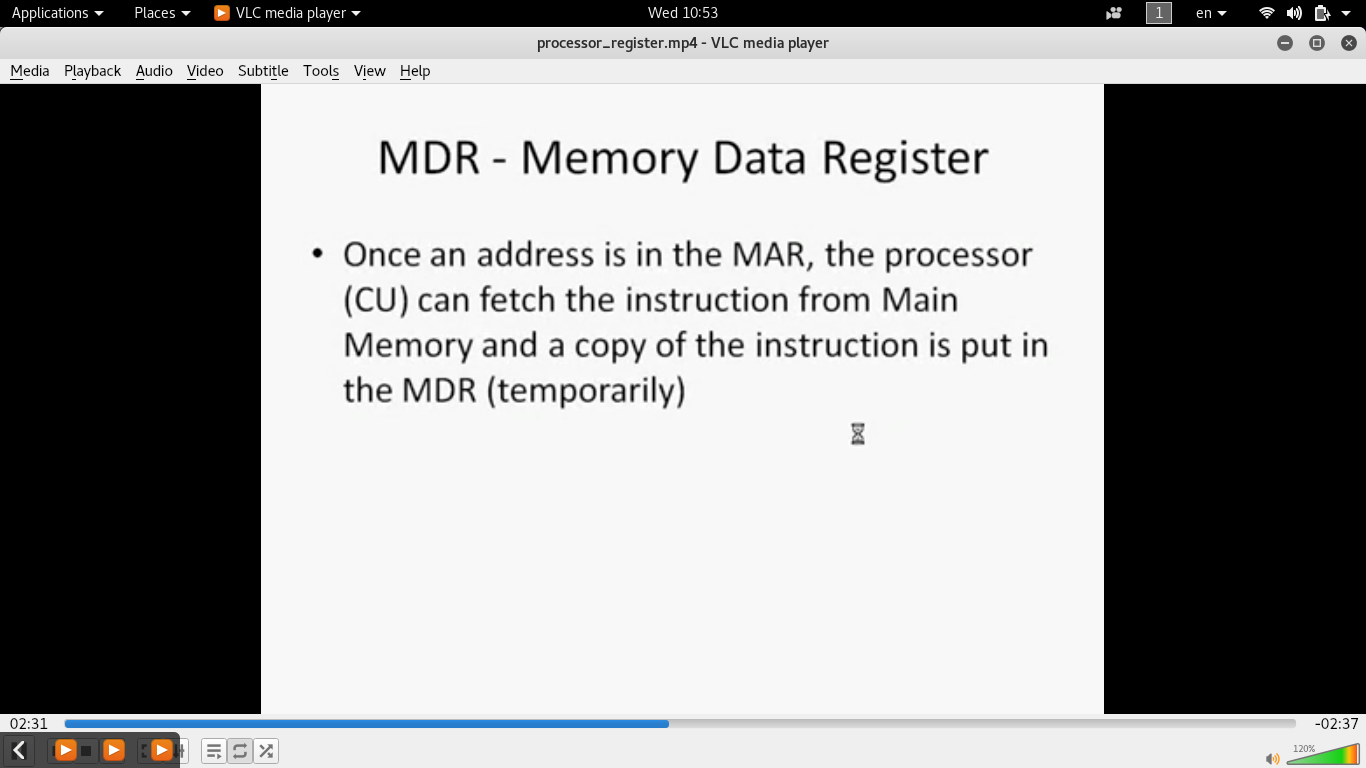 Applications Places VLC media player Wed 10:53 1 en
processor_register.mp4 - VLC media player
Media Playback Audio Video Subtitle Tools View Help
MDR - Memory Data Register
• Once an address is in the MAR, the processor
(CU) can fetch the instruction from Main
Memory and a copy of the instruction is put in
the MDR (temporarily)
02:31 -02:37
120%